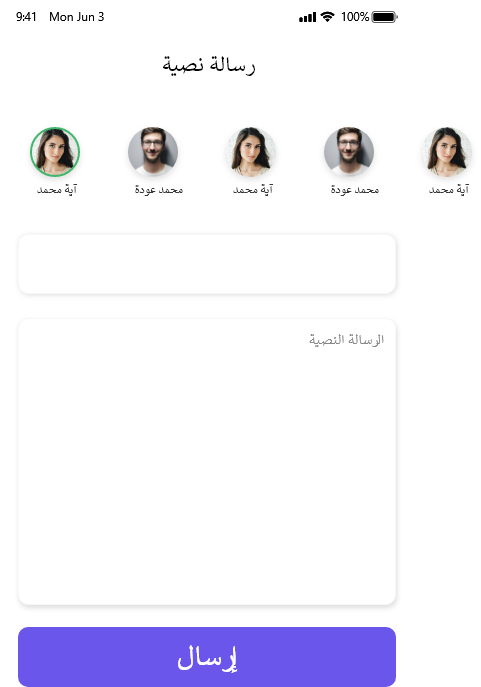 9:41 Mon Jun 3 100%
رسالة نصية
آية محمد محمد عودة آية محمد محمد عودة آية محمد
الرسالة النصية
إرسال